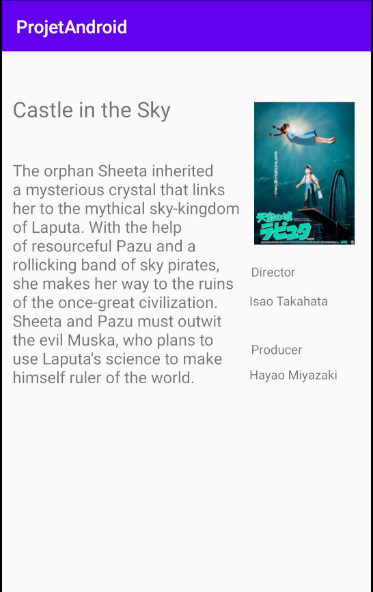 ProjetAndroid
Castle in the Sky
The orphan Sheeta inherited
a mysterious crystal that links
her to the mythical sky-kingdom
of Laputa. With the help
of resourceful Pazu and a
rollicking band of sky pirates,
she makes her way to the ruins
of the once-great civilization.
Sheeta and Pazu must outwit
the evil Muska, who plans to
use Laputa's science to make
himself ruler of the world.
天空の城
ラピュタ
Director
Isao Takahata
Producer
Hayao Miyazaki